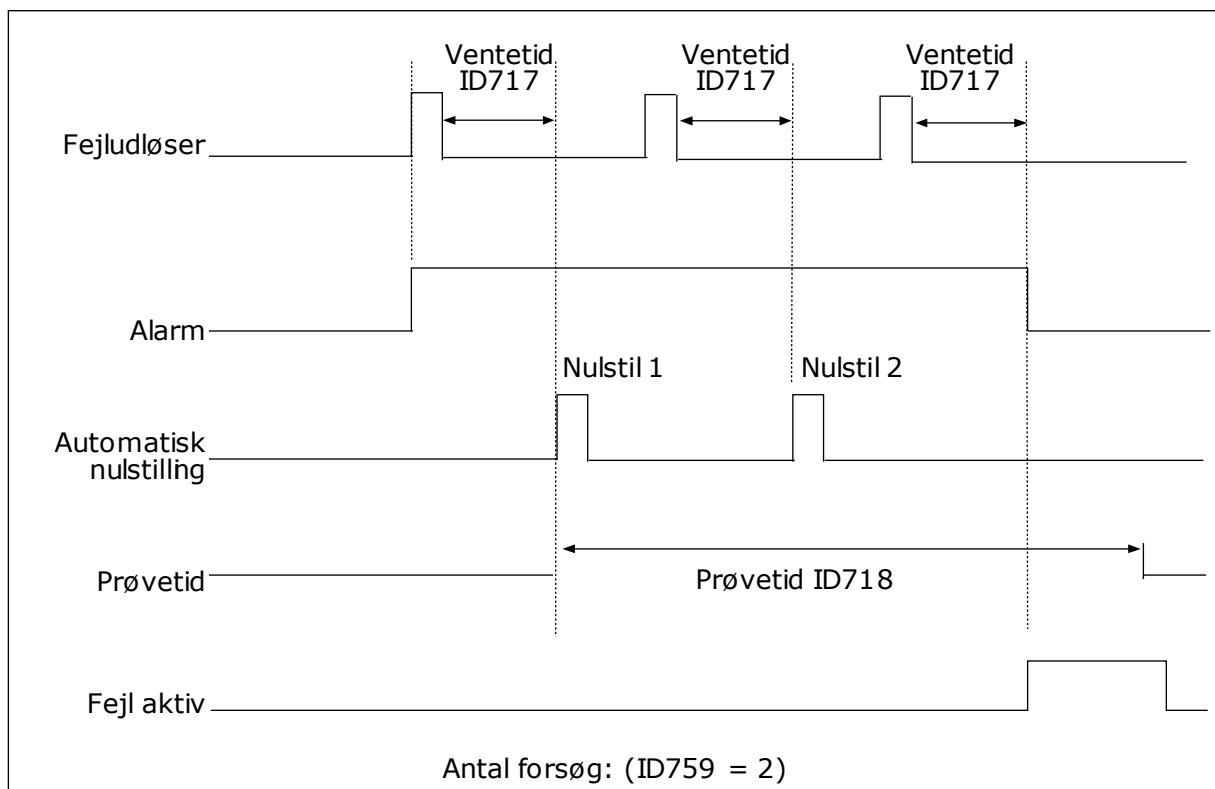 Ventetid
ID717
Ventetid
ID717
Ventetid
ID717
Fejludløser
Alarm
Nulstil 1
Nulstil 2
Automatisk
nulstilling
Prøvetid
Prøvetid ID718
Fejl aktiv
Antal forsøg: (ID759 = 2)